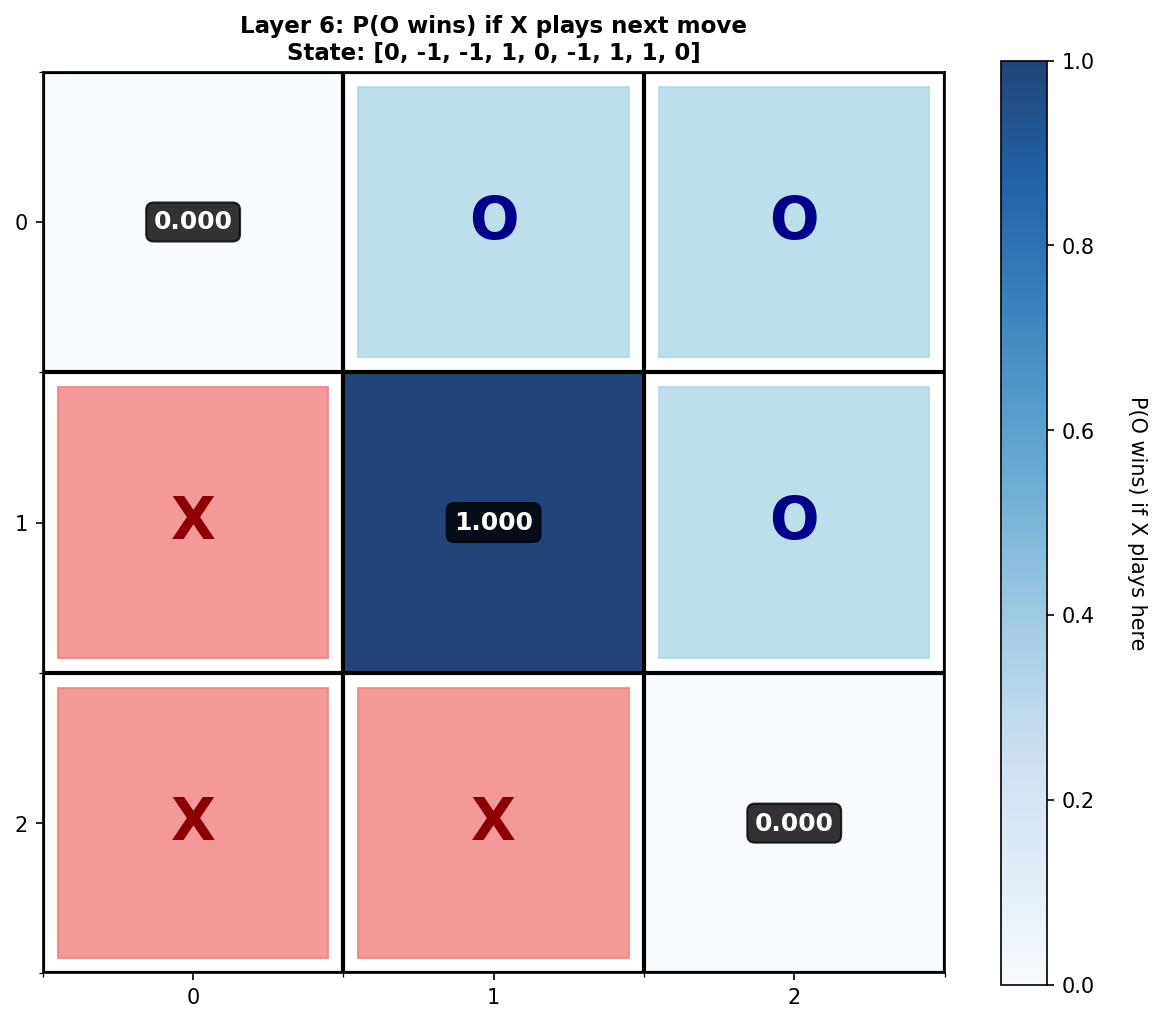 Layer 6: P(O wins) if X plays next move
State: [0, -1, -1, 1, 0, -1, 1, 1, 0]
0
0.000
O
O
1
X
1.000
O
2
X
X
0.000
0
1
2
1.0
0.8
0.6
0.4
0.2
0.0
P(O wins) if X plays here